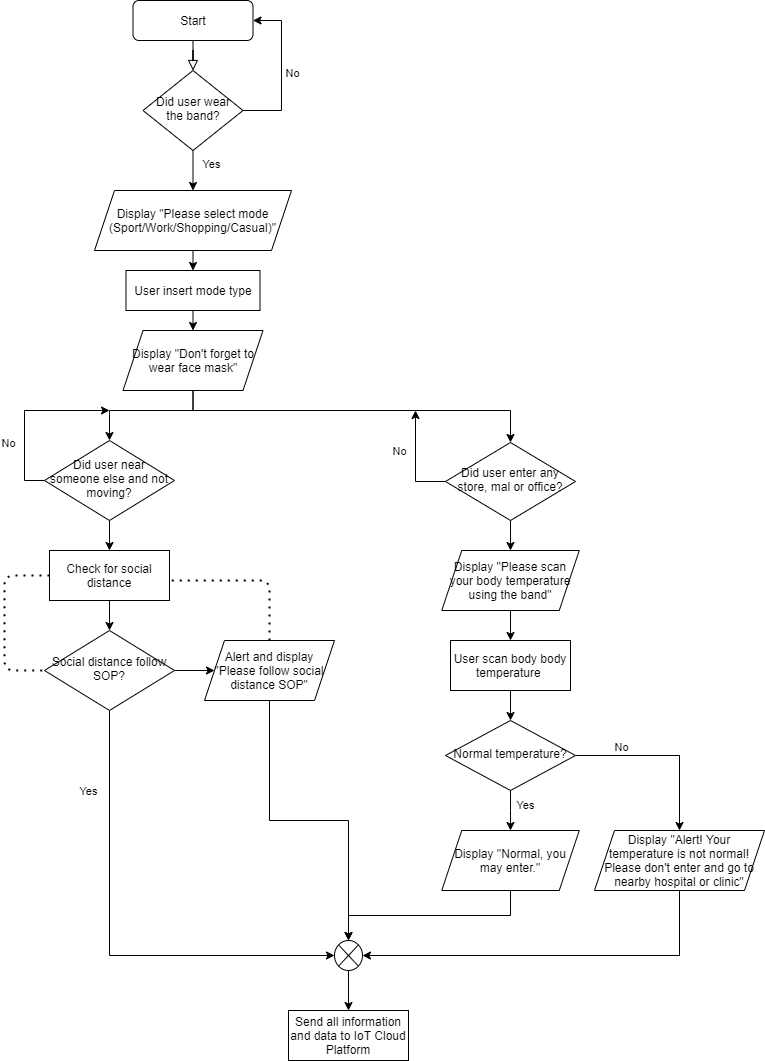 Start
No
Did user wear
the band?
Yes
Display "Please select mode
(Sport/Work/Shopping/Casual)"
User insert mode type
Display "Don't forget to
wear face mask"
No
Did user near
someone else and not
moving?
No
Did user enter any
store, mal or office?
Check for social
distance
Display "Please scan
your body temperature
using the band"
Social distance follow
SOP?
Alert and display
"Please follow social
distance SOP"
User scan body body
temperature
Normal temperature?
No
Yes
Yes
Display "Normal, you
may enter."
Display "Alert! Your
temperature is not normal!
Please don't enter and go to
nearby hospital or clinic"
Send all information
and data to IoT Cloud
Platform